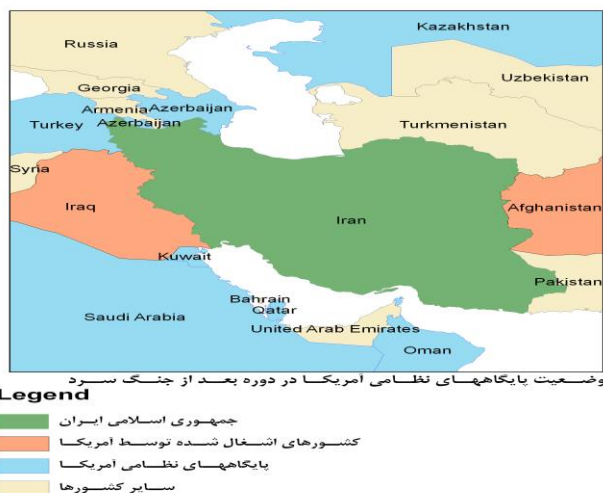 Kazakhstan
Russia
Uzbekistan
Georgia
Armenia Azerbaijan
Turkey
Azerbaijan
Turkmenistan
Syria
Iraq
Iran
Afghanistan
Kuwait
Pakistan
Bahrain
Qatar
Saudi Arabia
United Arab Emirates
Oman
وضعیت پایگاههای نظامی آمریکا در دوره بعد از جنگ سرد
Legend
جمهوری اسلامی ایران
کشورهای اشغال شده توسط آمریکا
پایگاههای نظامی آمریکا
سایر کشورها